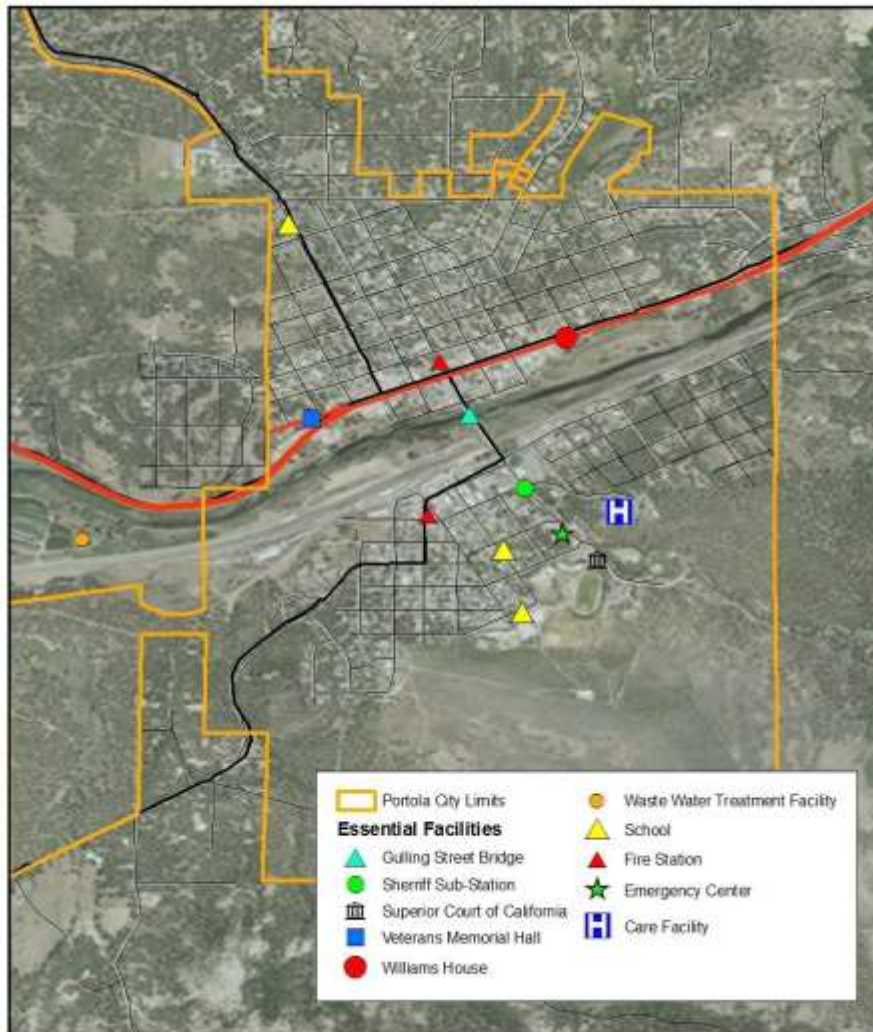 Portola City Limits
Essential Facilities
Gulling Street Bridge
Sherriff Sub-Station
Superior Court of California
Veterans Memorial Hall
Williams House
Waste Water Treatment Facility
School
Fire Station
Emergency Center
H Care Facility
H